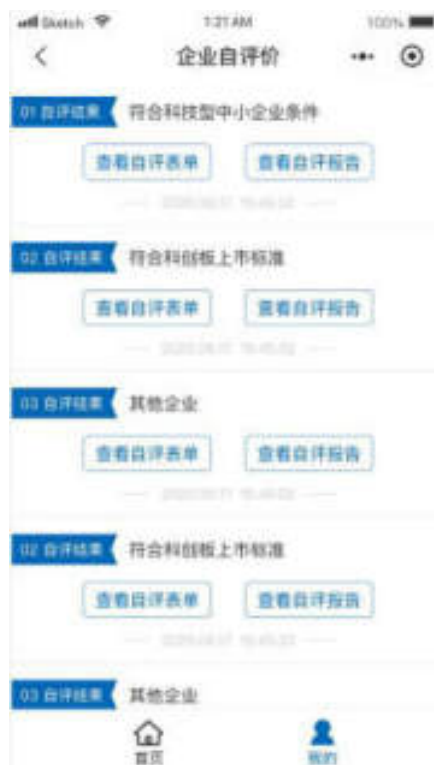 Sketch 1:21 AM 100%
企业自评价
01 自评结果 符合科技型中小企业条件
查看自评表单 查看自评报告
02 自评结果 符合科创板上市标准
查看自评表单 查看自评报告
03 自评结果 其他企业
查看自评表单 查看自评报告
02 自评结果 符合科创板上市标准
查看自评表单 查看自评报告
03 自评结果 其他企业
首页 我的